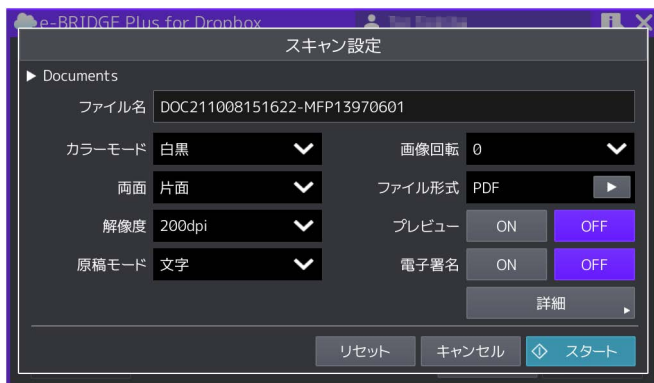 e-BRIDGE Plus for Dropbox
スキャン設定
Documents
ファイル名 DOC211008151622-MFP13970601
カラーモード 白黒 画像回転 0
両面 片面 ファイル形式 PDF
解像度 200dpi プレビュー ON OFF
原稿モード 文字 電子署名 ON OFF
詳細
リセット キャンセル スタート